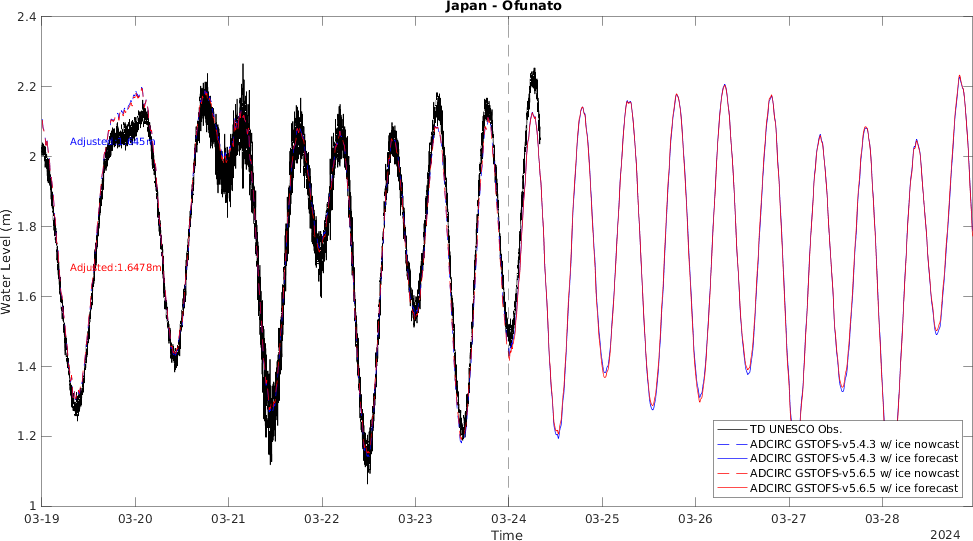 Japan - Ofunato
2.4
2.2
2
1.8
1.6
1.4
1.2
1
Water Level (m)
Adjusted:1.6478m
TD UNESCO Obs.
ADCIRC GSTOFS-v5.4.3 w/ ice nowcast
ADCIRC GSTOFS-v5.4.3 w/ ice forecast
ADCIRC GSTOFS-v5.6.5 w/ ice nowcast
ADCIRC GSTOFS-v5.6.5 w/ ice forecast
03-19 03-20 03-21 03-22 03-23 03-24 03-25 03-26 03-27 03-28
Time
2024